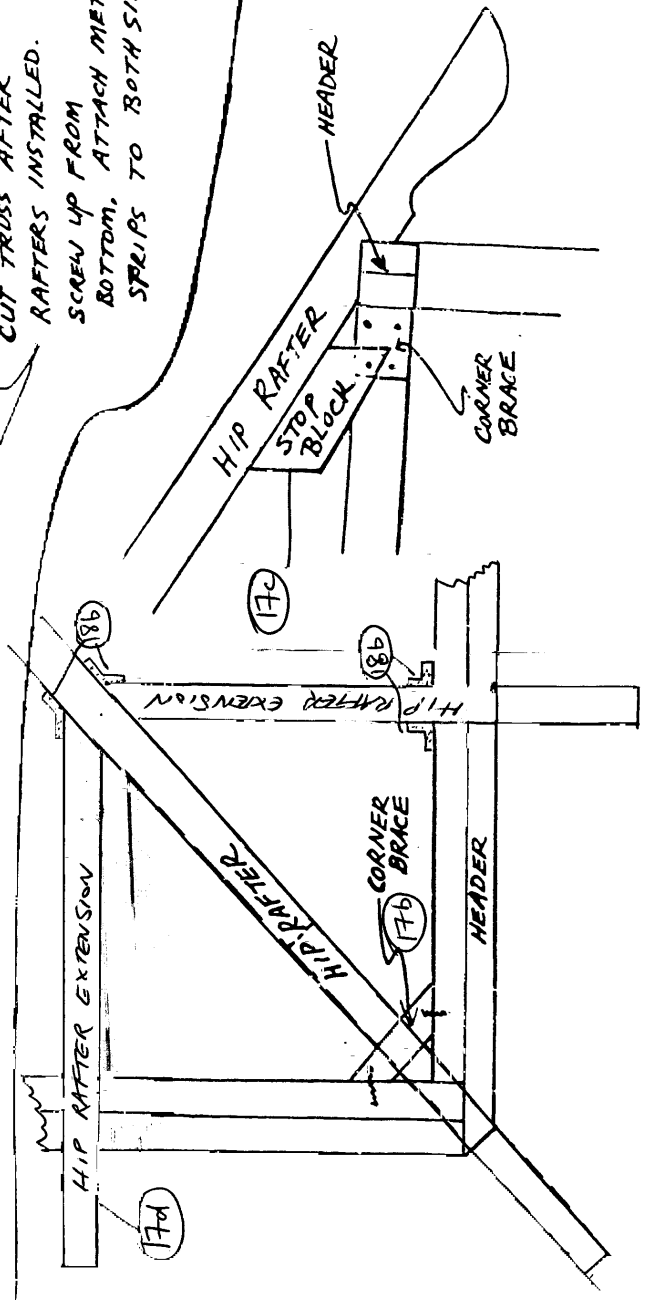 CUT TRUSS AFTER
RAFTERS INSTALLED.
SCREW UP FROM
BOTTOM. ATTACH MET
STRIPS TO BOTH SI
HEADER
HIP RAFTER
STOP
BLOCK
CORNER
BRACE
17c
18b
18b
HIP RAFTER EXTENSION
HIP RAFTER EXTENSION
HIP RAFTER
CORNER
BRACE
17b
HEADER
17d